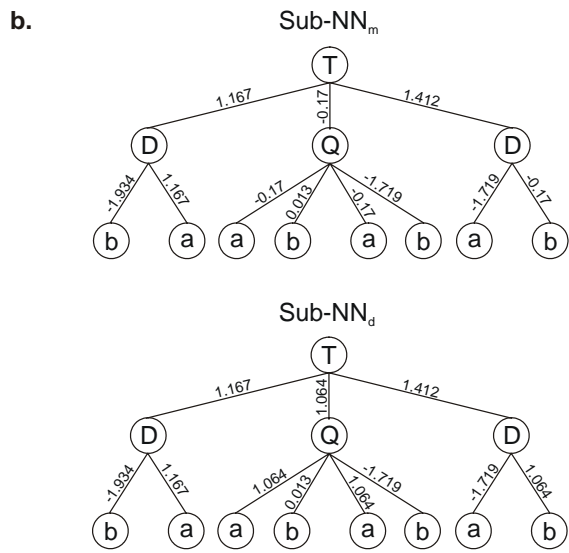 b.
Sub-NNm
T
1.167 -0.17 1.412
D Q D
-1.934 1.167 -0.17 0.013 -0.17 -1.719 -1.719 -0.17
b a a b a b a b
Sub-NNd
T
1.167 1.064 1.412
D Q D
-1.934 1.167 1.064 0.013 1.064 -1.719 -1.719 1.064
b a a b a b a b